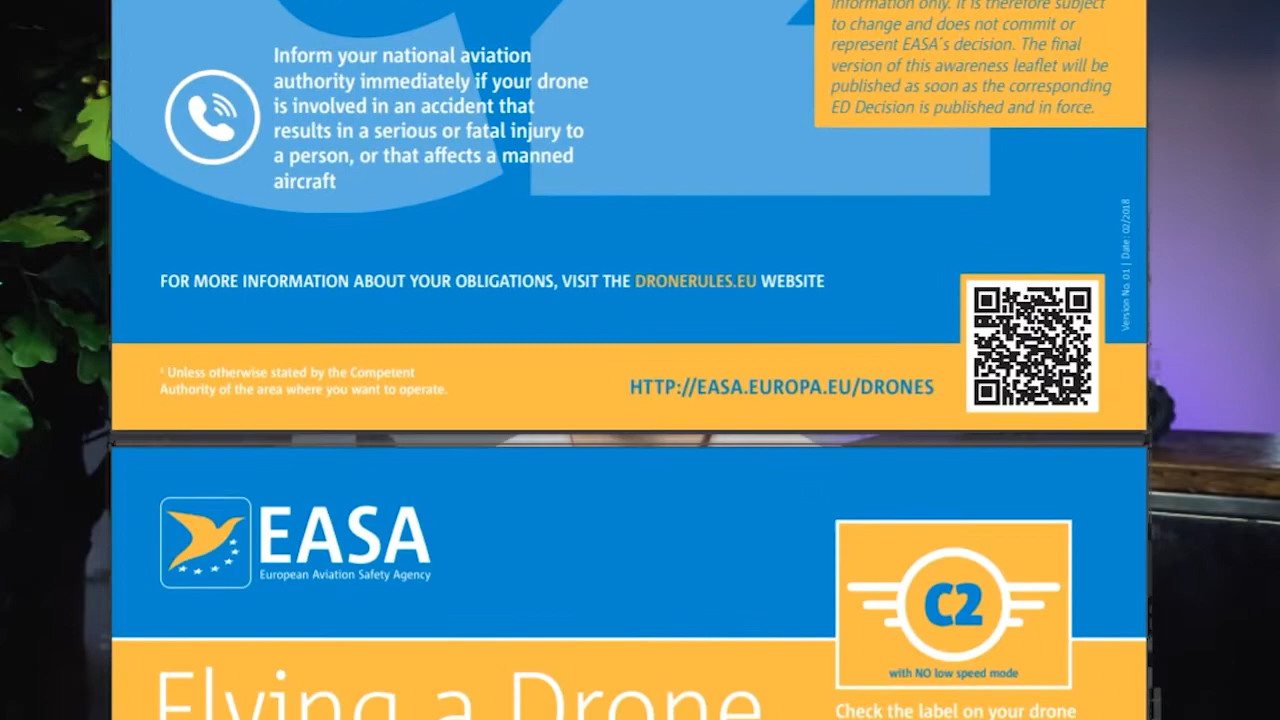 information only. It is therefore subject
to change and does not commit or
represent EASA's decision. The final
version of this awareness leaflet will be
published as soon as the corresponding
ED Decision is published and in force.
Inform your national aviation
authority immediately if your drone
is involved in an accident that
results in a serious or fatal injury to
a person, or that affects a manned
aircraft
Version No. 01 | Date: 02/2018
FOR MORE INFORMATION ABOUT YOUR OBLIGATIONS, VISIT THE DRONERULES.EU WEBSITE
¹ Unless otherwise stated by the Competent
Authority of the area where you want to operate.
HTTP://EASA.EUROPA.EU/DRONES
EASA
European Aviation Safety Agency
C2
with NO low speed mode
Flying a Drone
Check the label on your drone